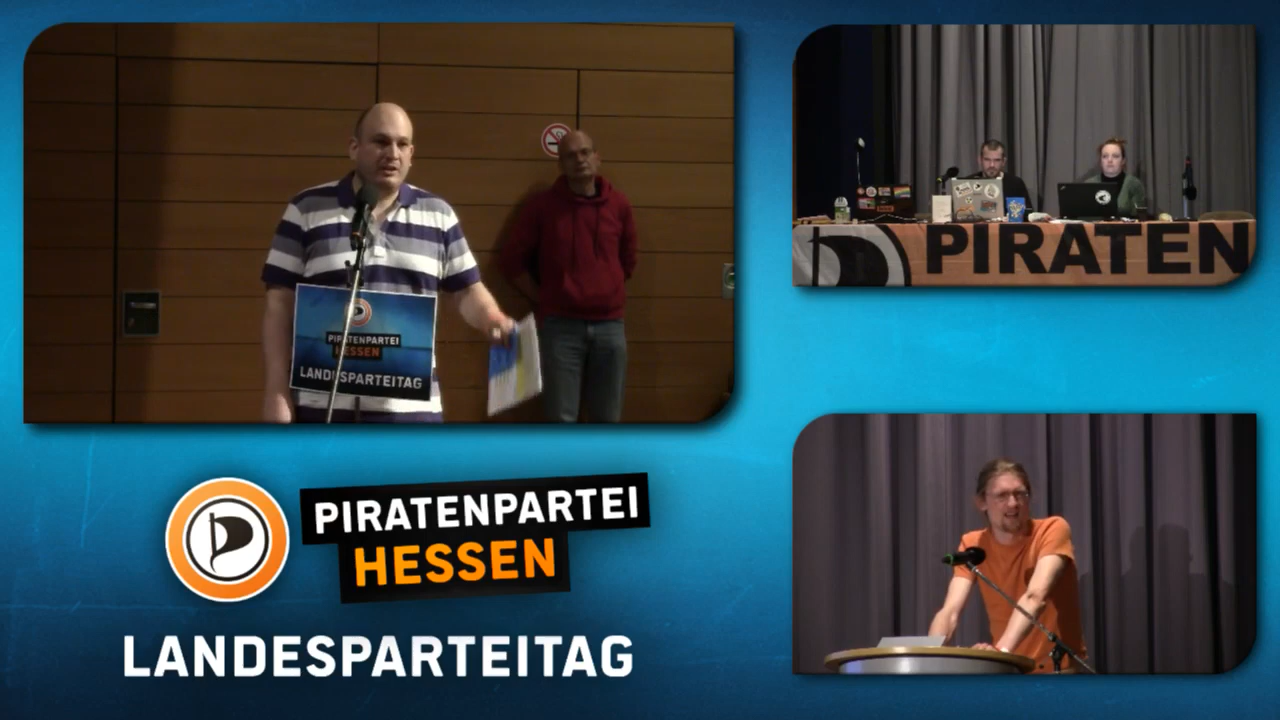 PIRATENPARTEI
HESSEN
LANDESPARTEITAG
PIRATEN
PIRATENPARTEI
HESSEN
LANDESPARTEITAG